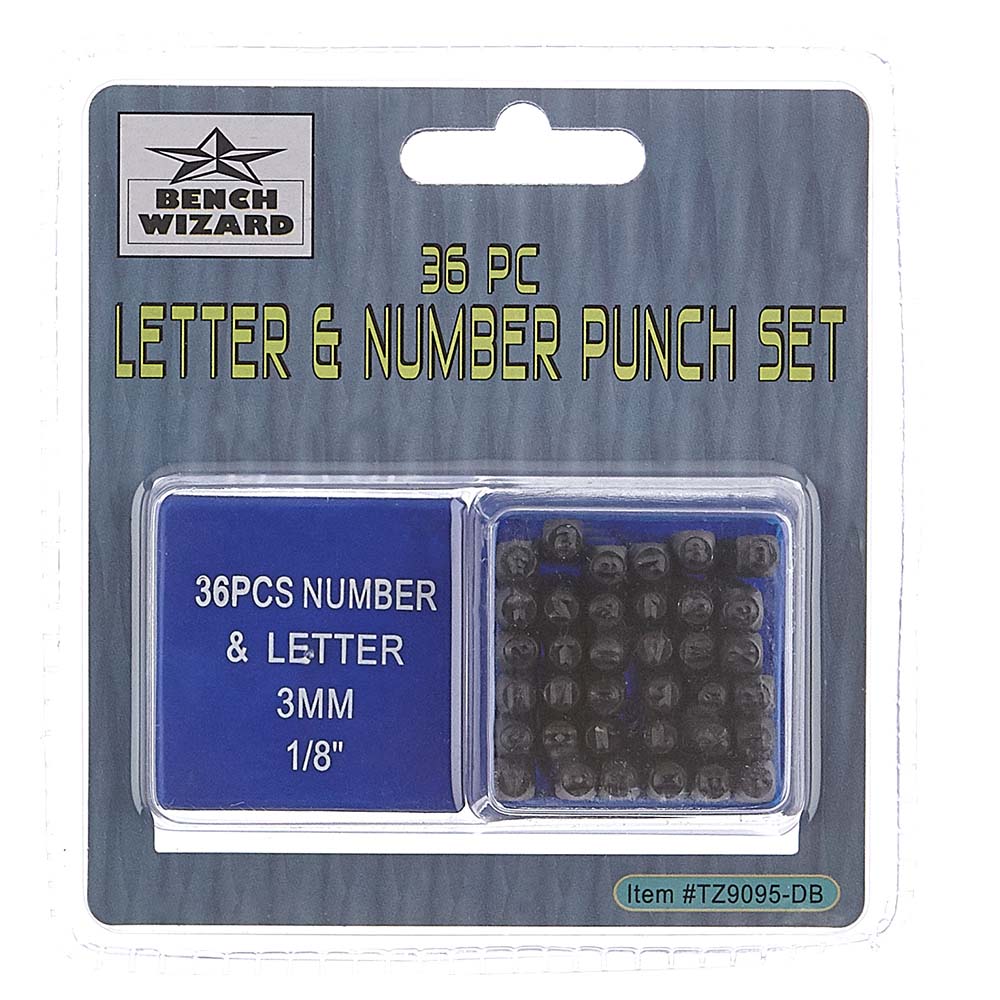 BENCH
WIZARD
36 PC
LETTER & NUMBER PUNCH SET
36PCS NUMBER
& LETTER
3MM
1/8"
Item #TZ9095-DB